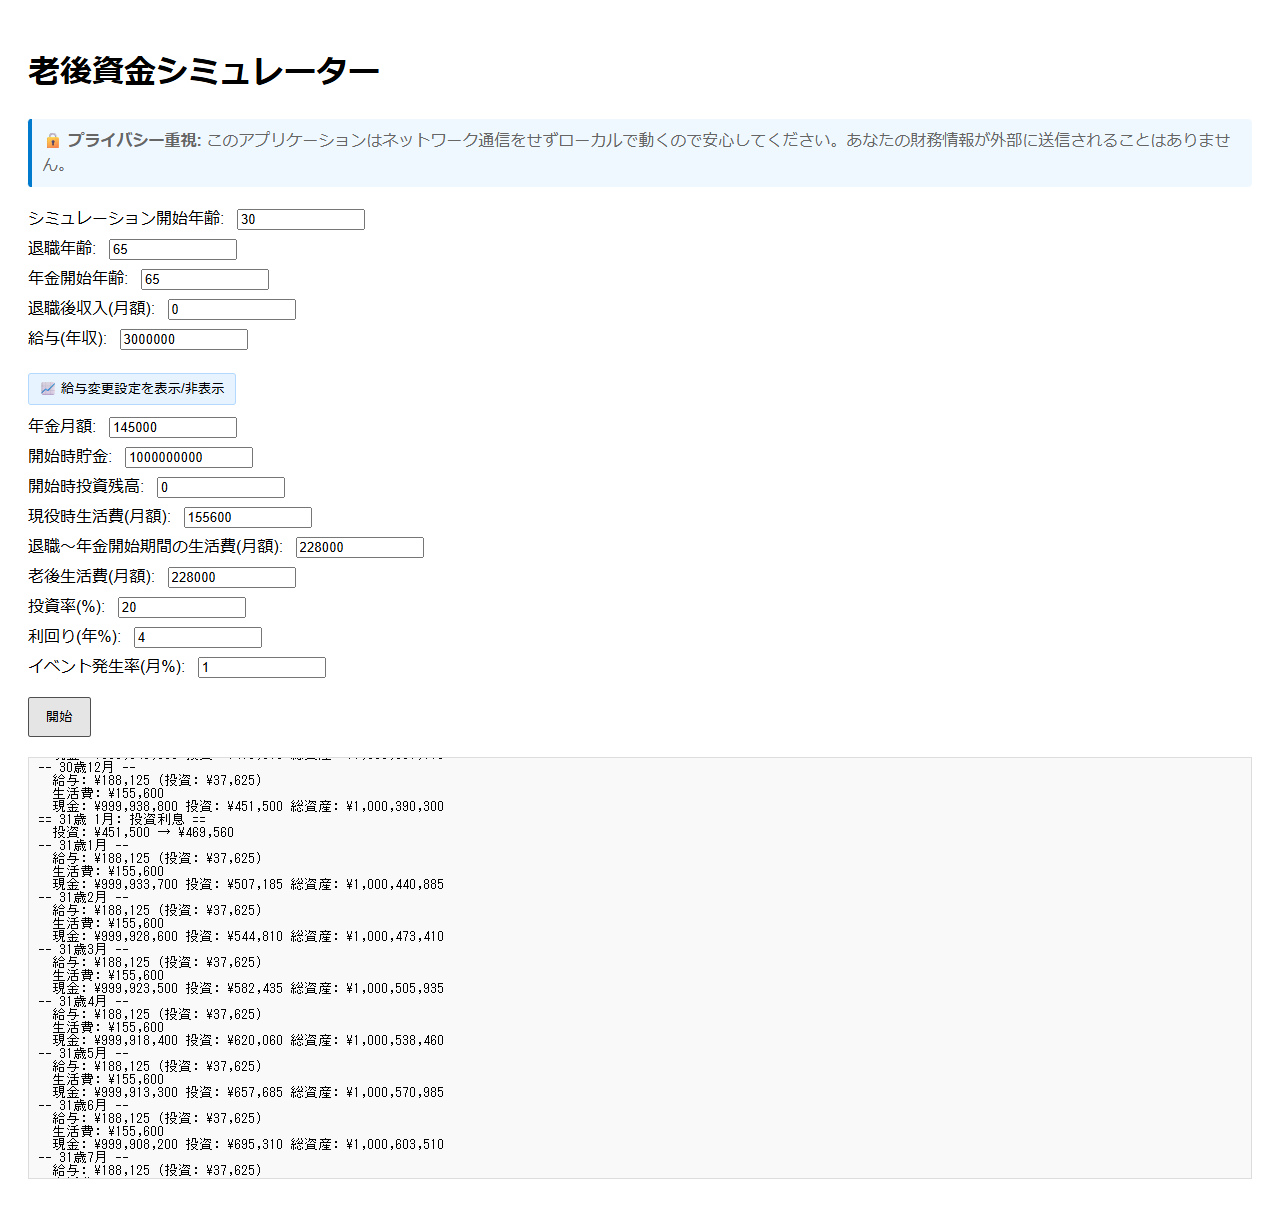 老後資金シミュレーター
🔒 プライバシー重視: このアプリケーションはネットワーク通信をせずローカルで動くので安心してください。あなたの財務情報が外部に送信されることはありませ
ん。
シミュレーション開始年齢: 30
退職年齢: 65
年金開始年齢: 65
退職後収入(月額): 0
給与(年収): 3000000
📈 給与変更設定を表示/非表示
年金月額: 145000
開始時貯金: 1000000000
開始時投資残高: 0
現役時生活費(月額): 155600
退職～年金開始期間の生活費(月額): 228000
老後生活費(月額): 228000
投資率(%): 20
利回り(年%): 4
イベント発生率(月%): 1
開始
-- 30歳12月 --
給与: ¥188,125 (投資: ¥37,625)
生活費: ¥155,600
現金: ¥999,938,800 投資: ¥451,500 総資産: ¥1,000,390,300
== 31歳 1月: 投資利息 ==
投資: ¥451,500 → ¥469,560
-- 31歳1月 --
給与: ¥188,125 (投資: ¥37,625)
生活費: ¥155,600
現金: ¥999,933,700 投資: ¥507,185 総資産: ¥1,000,440,885
-- 31歳2月 --
給与: ¥188,125 (投資: ¥37,625)
生活費: ¥155,600
現金: ¥999,928,600 投資: ¥544,810 総資産: ¥1,000,473,410
-- 31歳3月 --
給与: ¥188,125 (投資: ¥37,625)
生活費: ¥155,600
現金: ¥999,923,500 投資: ¥582,435 総資産: ¥1,000,505,935
-- 31歳4月 --
給与: ¥188,125 (投資: ¥37,625)
生活費: ¥155,600
現金: ¥999,918,400 投資: ¥620,060 総資産: ¥1,000,538,460
-- 31歳5月 --
給与: ¥188,125 (投資: ¥37,625)
生活費: ¥155,600
現金: ¥999,913,300 投資: ¥657,685 総資産: ¥1,000,570,985
-- 31歳6月 --
給与: ¥188,125 (投資: ¥37,625)
生活費: ¥155,600
現金: ¥999,908,200 投資: ¥695,310 総資産: ¥1,000,603,510
-- 31歳7月 --
給与: ¥188,125 (投資: ¥37,625)